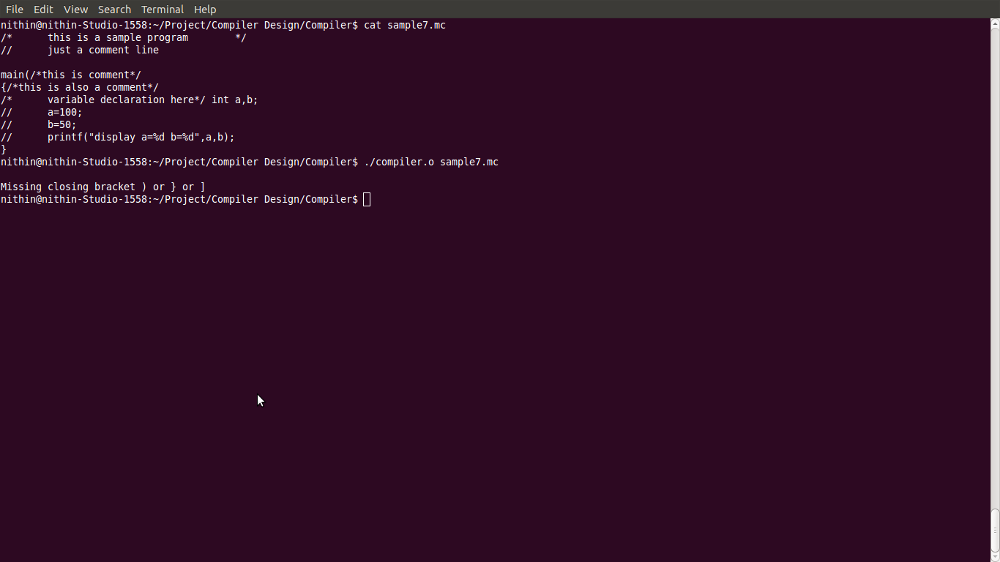 File Edit View Search Terminal Help
nithin@nithin-Studio-1558:~/Project/Compiler Design/Compiler$ cat sample7.mc
/*      this is a sample program        */
//      just a comment line

main(/*this is comment*/
{/*this is also a comment*/
/*      variable declaration here*/ int a,b;
//      a=100;
//      b=50;
//      printf("display a=%d b=%d",a,b);
}
nithin@nithin-Studio-1558:~/Project/Compiler Design/Compiler$ ./compiler.o sample7.mc

Missing closing bracket ) or } or ]
nithin@nithin-Studio-1558:~/Project/Compiler Design/Compiler$